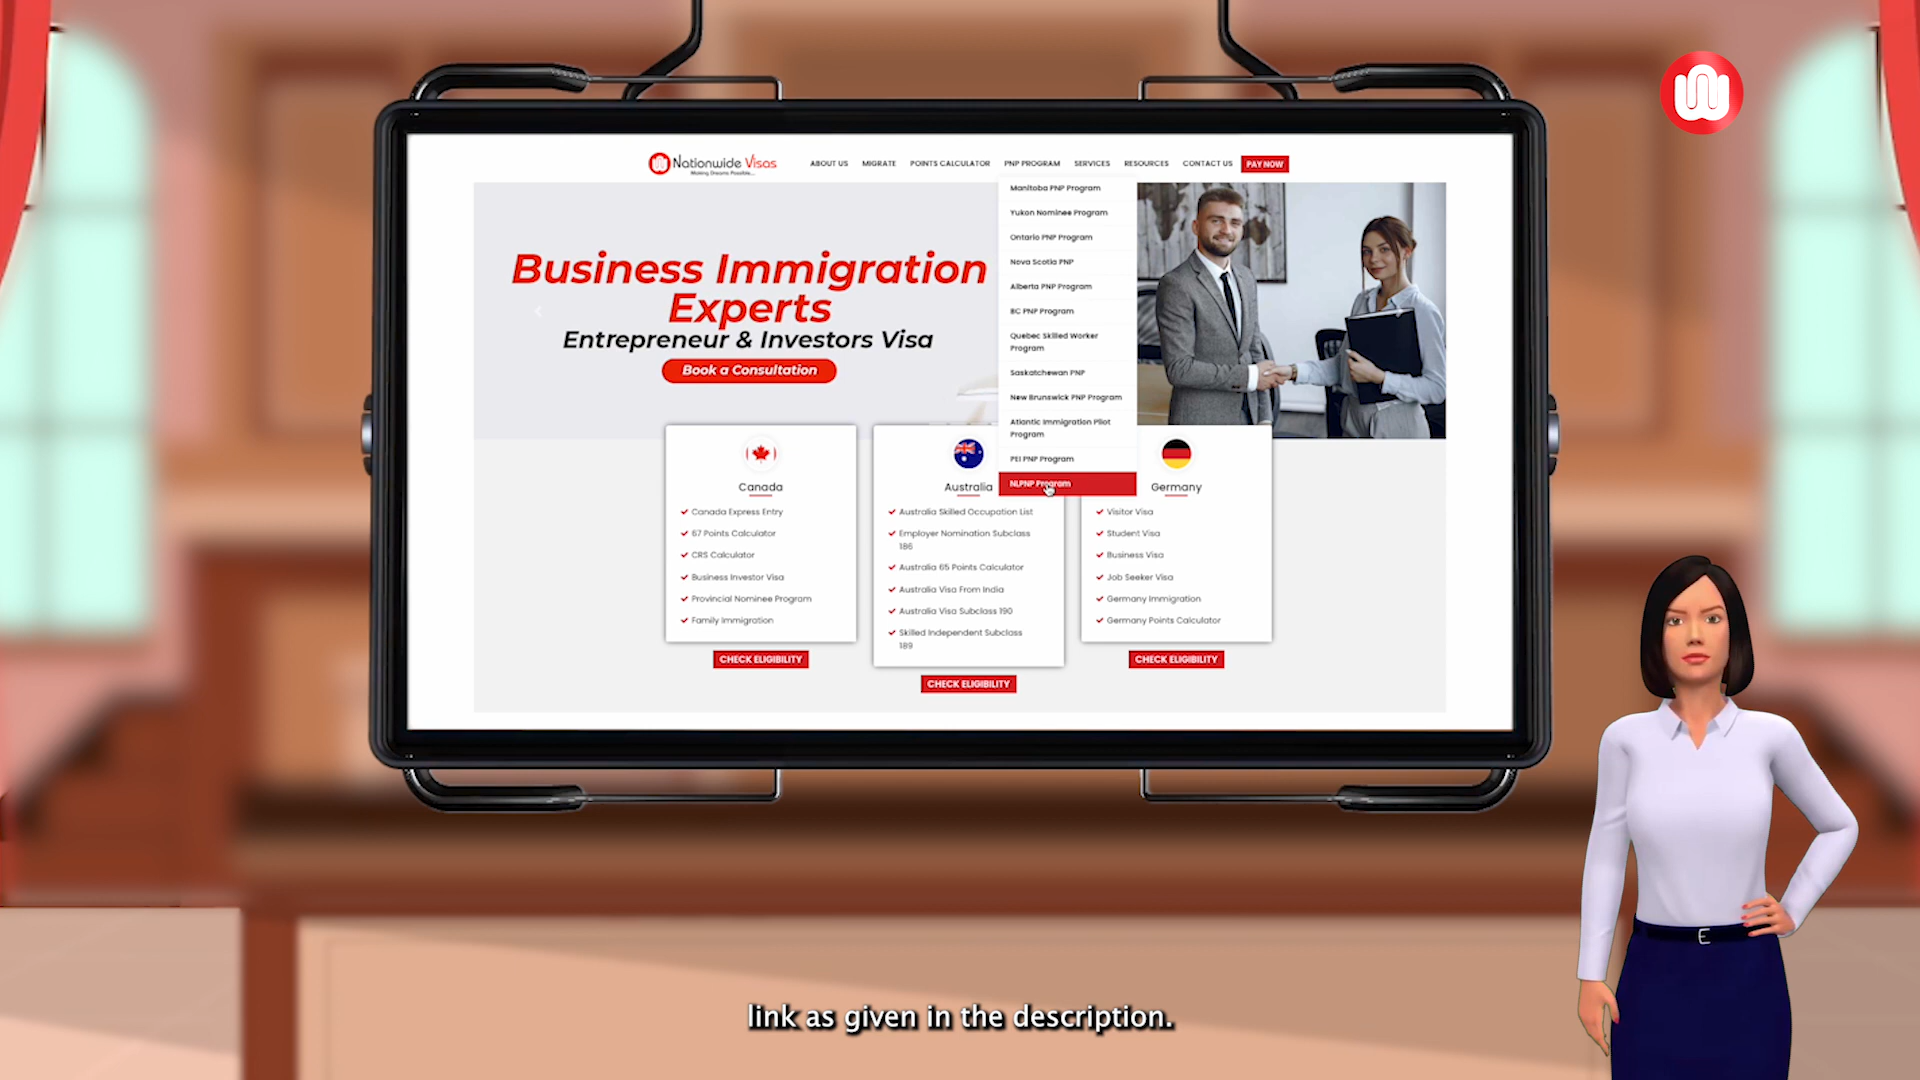 Nationwide Visas
Making Dreams Possible...
ABOUT US MIGRATE POINTS CALCULATOR PNP PROGRAM SERVICES RESOURCES CONTACT US PAY NOW
Manitoba PNP Program
Yukon Nominee Program
Ontario PNP Program
Nova Scotia PNP
Alberta PNP Program
BC PNP Program
Quebec Skilled Worker
Program
Saskatchewan PNP
New Brunswick PNP Program
Atlantic Immigration Pilot
Program
PEI PNP Program
NLPNP Program
Business Immigration
Experts
Entrepreneur & Investors Visa
Book a Consultation
Canada
Canada Express Entry
67 Points Calculator
CRS Calculator
Business Investor Visa
Provincial Nominee Program
Family Immigration
CHECK ELIGIBILITY
Australia
Australia Skilled Occupation List
Employer Nomination Subclass
186
Australia 65 Points Calculator
Australia Visa From India
Australia Visa Subclass 190
Skilled Independent Subclass
189
CHECK ELIGIBILITY
Germany
Visitor Visa
Student Visa
Business Visa
Job Seeker Visa
Germany Immigration
Germany Points Calculator
CHECK ELIGIBILITY
link as given in the description.